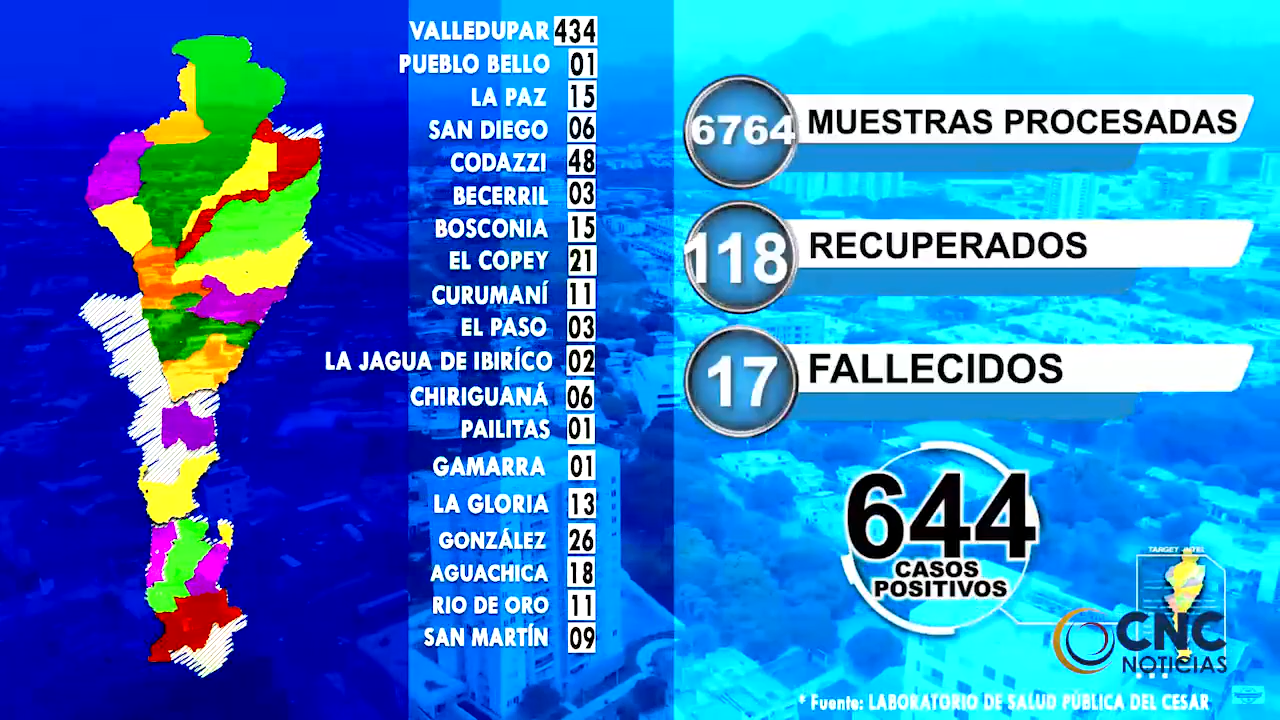 VALLEDUPAR 434
PUEBLO BELLO 01
LA PAZ 15
SAN DIEGO 06
CODAZZI 48
BECERRIL 03
BOSCONIA 15
EL COPEY 21
CURUMANÍ 11
EL PASO 03
LA JAGUA DE IBIRÍCO 02
CHIRIGUANÁ 06
PAILITAS 01
GAMARRA 01
LA GLORIA 13
GONZÁLEZ 26
AGUACHICA 18
RIO DE ORO 11
SAN MARTÍN 09
6764 MUESTRAS PROCESADAS
118 RECUPERADOS
17 FALLECIDOS
644
CASOS
POSITIVOS
CNC
NOTICIAS
* Fuente: LABORATORIO DE SALUD PÚBLICA DEL CESAR